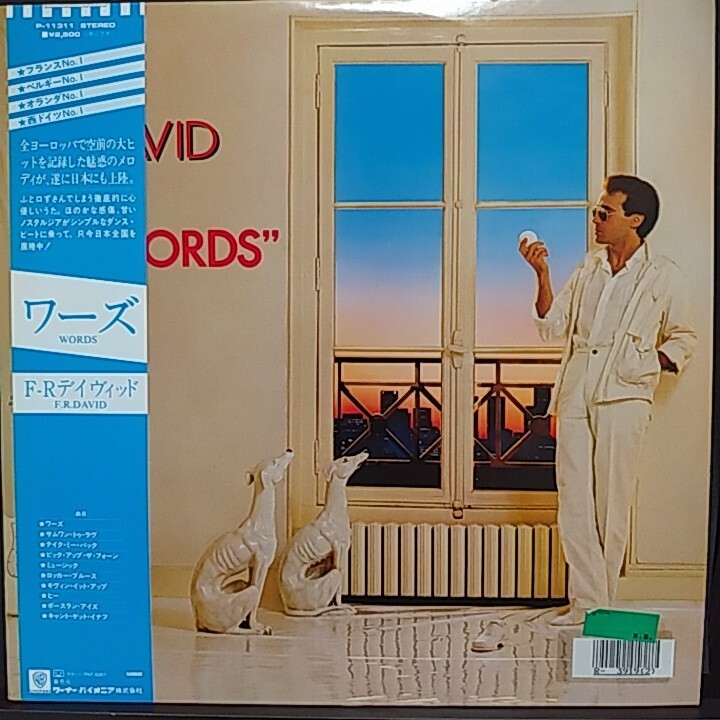 P-11311 STEREO
¥2,500
★フランスNo.1
★ベルギーNo.1
★オランダNo.1
★西ドイツNo.1
全ヨーロッパで空前の大ヒ
ットを記録した魅惑のメロ
ディが、遂に日本にも上陸。
ふと口ずさんでしまう徹底的に心
優しいうた。ほのかな感傷、甘い
ノスタルジアがシンプルなダンス・
ビートに乗って、只今日本全国を
席捲中!
ワーズ
WORDS
F-Rデイヴィッド
F.R.DAVID
★ワーズ
★サムワン・トゥ・ラヴ
★テイク・ミー・バック
★ピック・アップ・ザ・フォーン
★ミュージック
★ロッカー・ブルース
★ギヴィン・イット・アップ
★ヒー
★ポースラン・アイズ
★キャント・ゲット・イナフ
ワーナー・パイオニア株式会社
VID
ORDS”